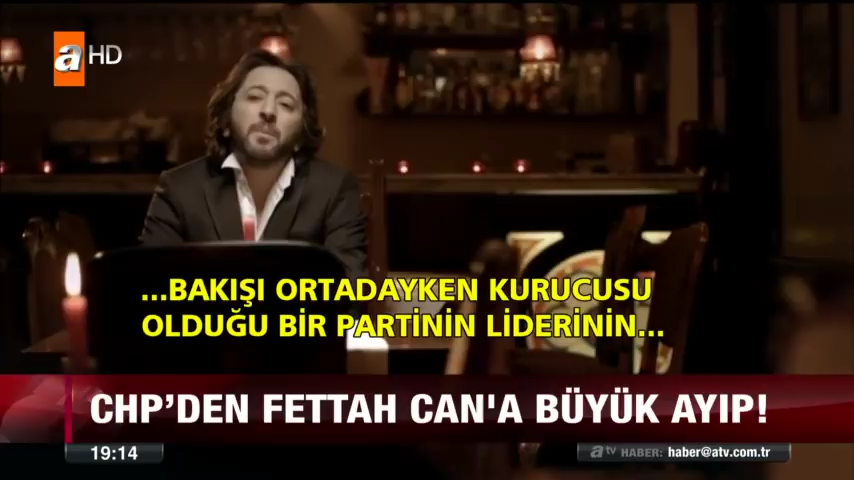 a HD
...BAKIŞI ORTADAYKEN KURUCUSU
OLDUĞU BİR PARTİNİN LİDERİNİN...
CHP'DEN FETTAH CAN'A BÜYÜK AYIP!
19:14
atv HABER: haber@atv.com.tr